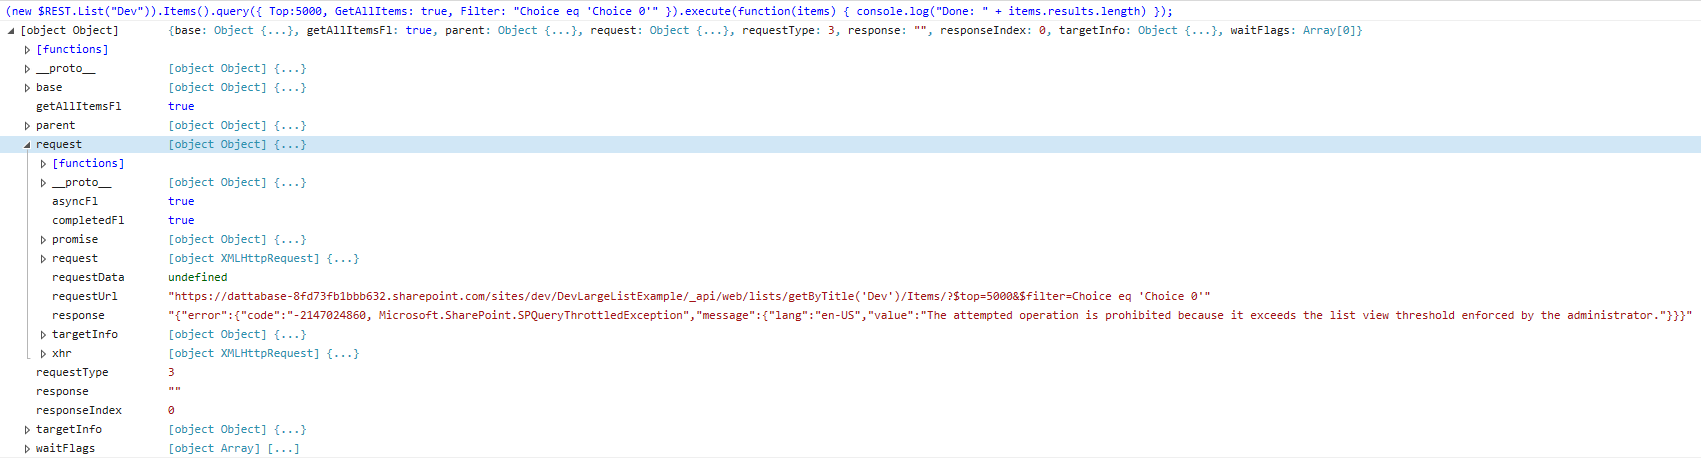 (new $REST.List("Dev")).Items().query({ Top:5000, GetAllItems: true, Filter: "Choice eq 'Choice 0'" }).execute(function(items) { console.log("Done: " + items.results.length) });
[object Object] {base: Object {...}, getAllItemsFl: true, parent: Object {...}, request: Object {...}, requestType: 3, response: "", responseIndex: 0, targetInfo: Object {...}, waitFlags: Array[0]}
[functions]
__proto__ [object Object] {...}
base [object Object] {...}
getAllItemsFl true
parent [object Object] {...}
request [object Object] {...}
[functions]
__proto__ [object Object] {...}
asyncFl true
completedFl true
promise [object Object] {...}
request [object XMLHttpRequest] {...}
requestData undefined
requestUrl "https://dattabase-8fd73fb1bbb632.sharepoint.com/sites/dev/DevLargeListExample/_api/web/lists/getByTitle('Dev')/Items/?$top=5000&$filter=Choice eq 'Choice 0'"
response "{"error":{"code":"-2147024860, Microsoft.SharePoint.SPQueryThrottledException","message":{"lang":"en-US","value":"The attempted operation is prohibited because it exceeds the list view threshold enforced by the administrator."}}}"
targetInfo [object Object] {...}
xhr [object XMLHttpRequest] {...}
requestType 3
response ""
responseIndex 0
targetInfo [object Object] {...}
waitFlags [object Array] [...]